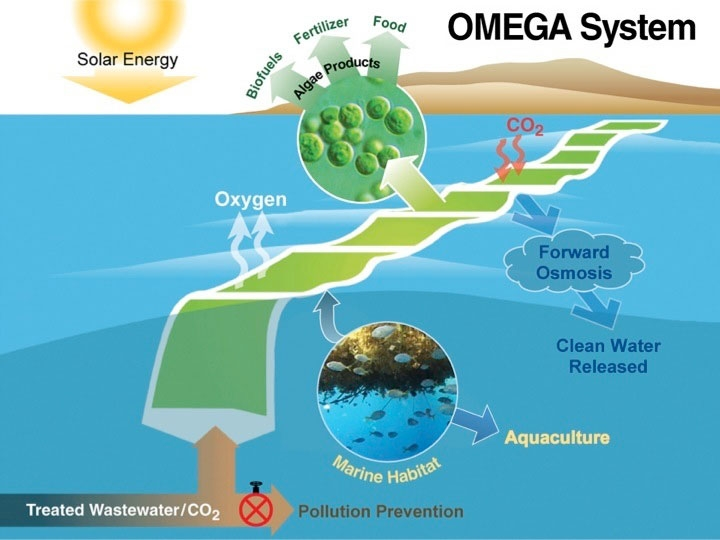 OMEGA System
Solar Energy
Biofuels
Fertilizer
Food
Algae Products
CO2
Oxygen
Forward
Osmosis
Clean Water
Released
Aquaculture
Marine Habitat
Treated Wastewater/CO2
Pollution Prevention